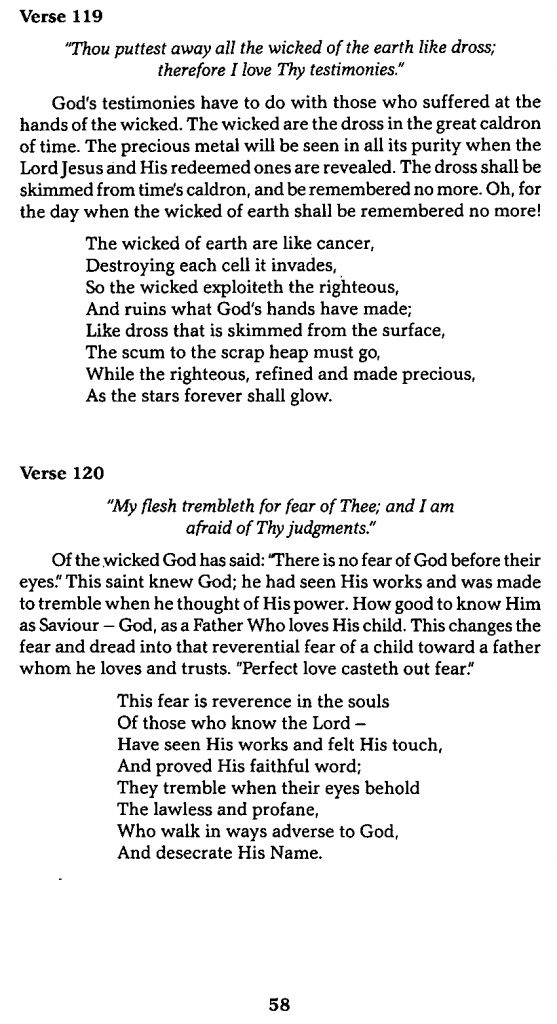 Verse 119
"Thou puttest away all the wicked of the earth like dross;
therefore I love Thy testimonies."
God's testimonies have to do with those who suffered at the
hands of the wicked. The wicked are the dross in the great caldron
of time. The precious metal will be seen in all its purity when the
Lord Jesus and His redeemed ones are revealed. The dross shall be
skimmed from time's caldron, and be remembered no more. Oh, for
the day when the wicked of earth shall be remembered no more!
The wicked of earth are like cancer,
Destroying each cell it invades,
So the wicked exploiteth the righteous,
And ruins what God's hands have made;
Like dross that is skimmed from the surface,
The scum to the scrap heap must go,
While the righteous, refined and made precious,
As the stars forever shall glow.
Verse 120
"My flesh trembleth for fear of Thee; and I am
afraid of Thy judgments."
Of the wicked God has said: "There is no fear of God before their
eyes." This saint knew God; he had seen His works and was made
to tremble when he thought of His power. How good to know Him
as Saviour – God, as a Father Who loves His child. This changes the
fear and dread into that reverential fear of a child toward a father
whom he loves and trusts. "Perfect love casteth out fear."
This fear is reverence in the souls
Of those who know the Lord –
Have seen His works and felt His touch,
And proved His faithful word;
They tremble when their eyes behold
The lawless and profane,
Who walk in ways adverse to God,
And desecrate His Name.
58